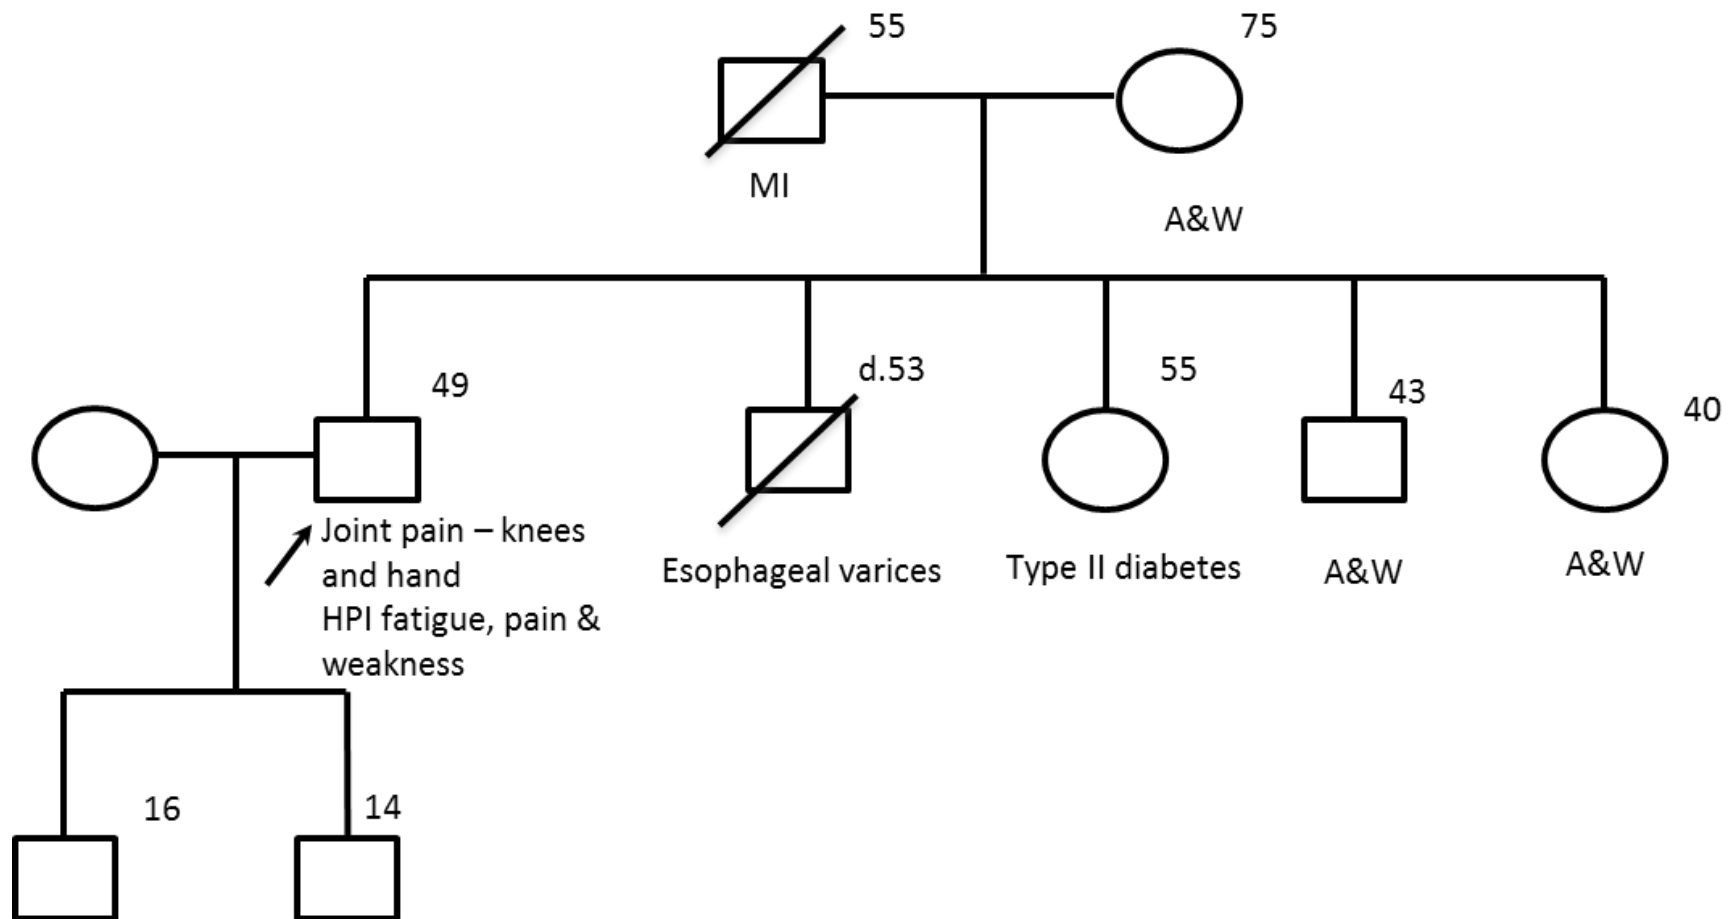 55
75
MI
A&W
49
d.53
55
43
40
Joint pain – knees
and hand
HPI fatigue, pain &
weakness
Esophageal varices
Type II diabetes
A&W
A&W
16
14